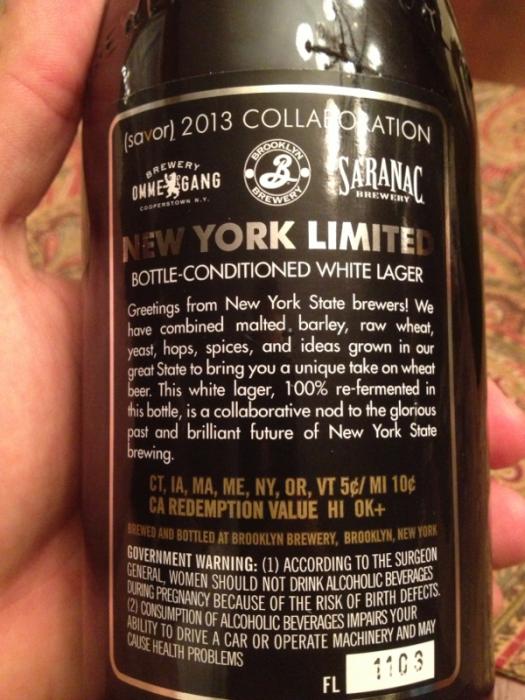 (savor) 2013 COLLABORATION
BREWERY
OMMEGANG
COOPERSTOWN N.Y.
BROOKLYN
B
BREWERY
SARANAC
BREWERY
NEW YORK LIMITED
BOTTLE-CONDITIONED WHITE LAGER
Greetings from New York State brewers! We
have combined malted barley, raw wheat,
yeast, hops, spices, and ideas grown in our
great State to bring you a unique take on wheat
beer. This white lager, 100% re-fermented in
this bottle, is a collaborative nod to the glorious
past and brilliant future of New York State
brewing.
CT, IA, MA, ME, NY, OR, VT 5¢/ MI 10¢
CA REDEMPTION VALUE HI OK+
BREWED AND BOTTLED AT BROOKLYN BREWERY, BROOKLYN, NEW YORK
GOVERNMENT WARNING: (1) ACCORDING TO THE SURGEON
GENERAL, WOMEN SHOULD NOT DRINK ALCOHOLIC BEVERAGES
DURING PREGNANCY BECAUSE OF THE RISK OF BIRTH DEFECTS.
(2) CONSUMPTION OF ALCOHOLIC BEVERAGES IMPAIRS YOUR
ABILITY TO DRIVE A CAR OR OPERATE MACHINERY AND MAY
CAUSE HEALTH PROBLEMS
FL 1103